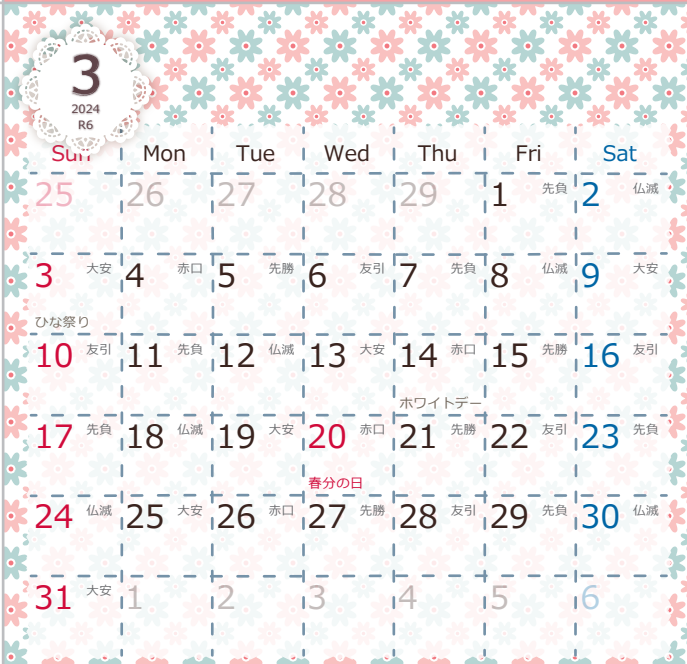 3
2024
R6
Sun Mon Tue Wed Thu Fri Sat
25 26 27 28 29 1 先負 2 仏滅
3 大安 4 赤口 5 先勝 6 友引 7 先負 8 仏滅 9 大安
ひな祭り
10 友引 11 先負 12 仏滅 13 大安 14 赤口 15 先勝 16 友引
ホワイトデー
17 先負 18 仏滅 19 大安 20 赤口 21 先勝 22 友引 23 先負
春分の日
24 仏滅 25 大安 26 赤口 27 先勝 28 友引 29 先負 30 仏滅
31 大安 1 2 3 4 5 6